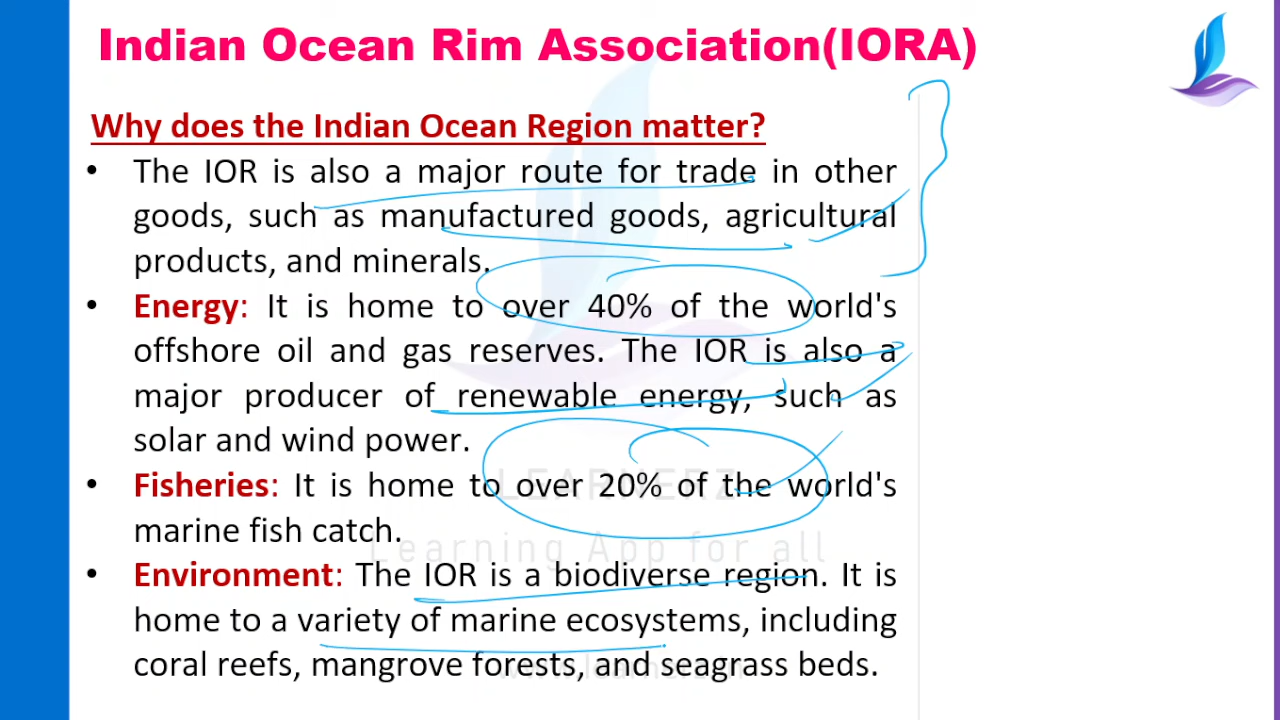 Indian Ocean Rim Association(IORA)
Why does the Indian Ocean Region matter?
• The IOR is also a major route for trade in other
goods, such as manufactured goods, agricultural
products, and minerals.
• Energy: It is home to over 40% of the world's
offshore oil and gas reserves. The IOR is also a
major producer of renewable energy, such as
solar and wind power.
• Fisheries: It is home to over 20% of the world's
marine fish catch.
• Environment: The IOR is a biodiverse region. It is
home to a variety of marine ecosystems, including
coral reefs, mangrove forests, and seagrass beds.
Learning App for all